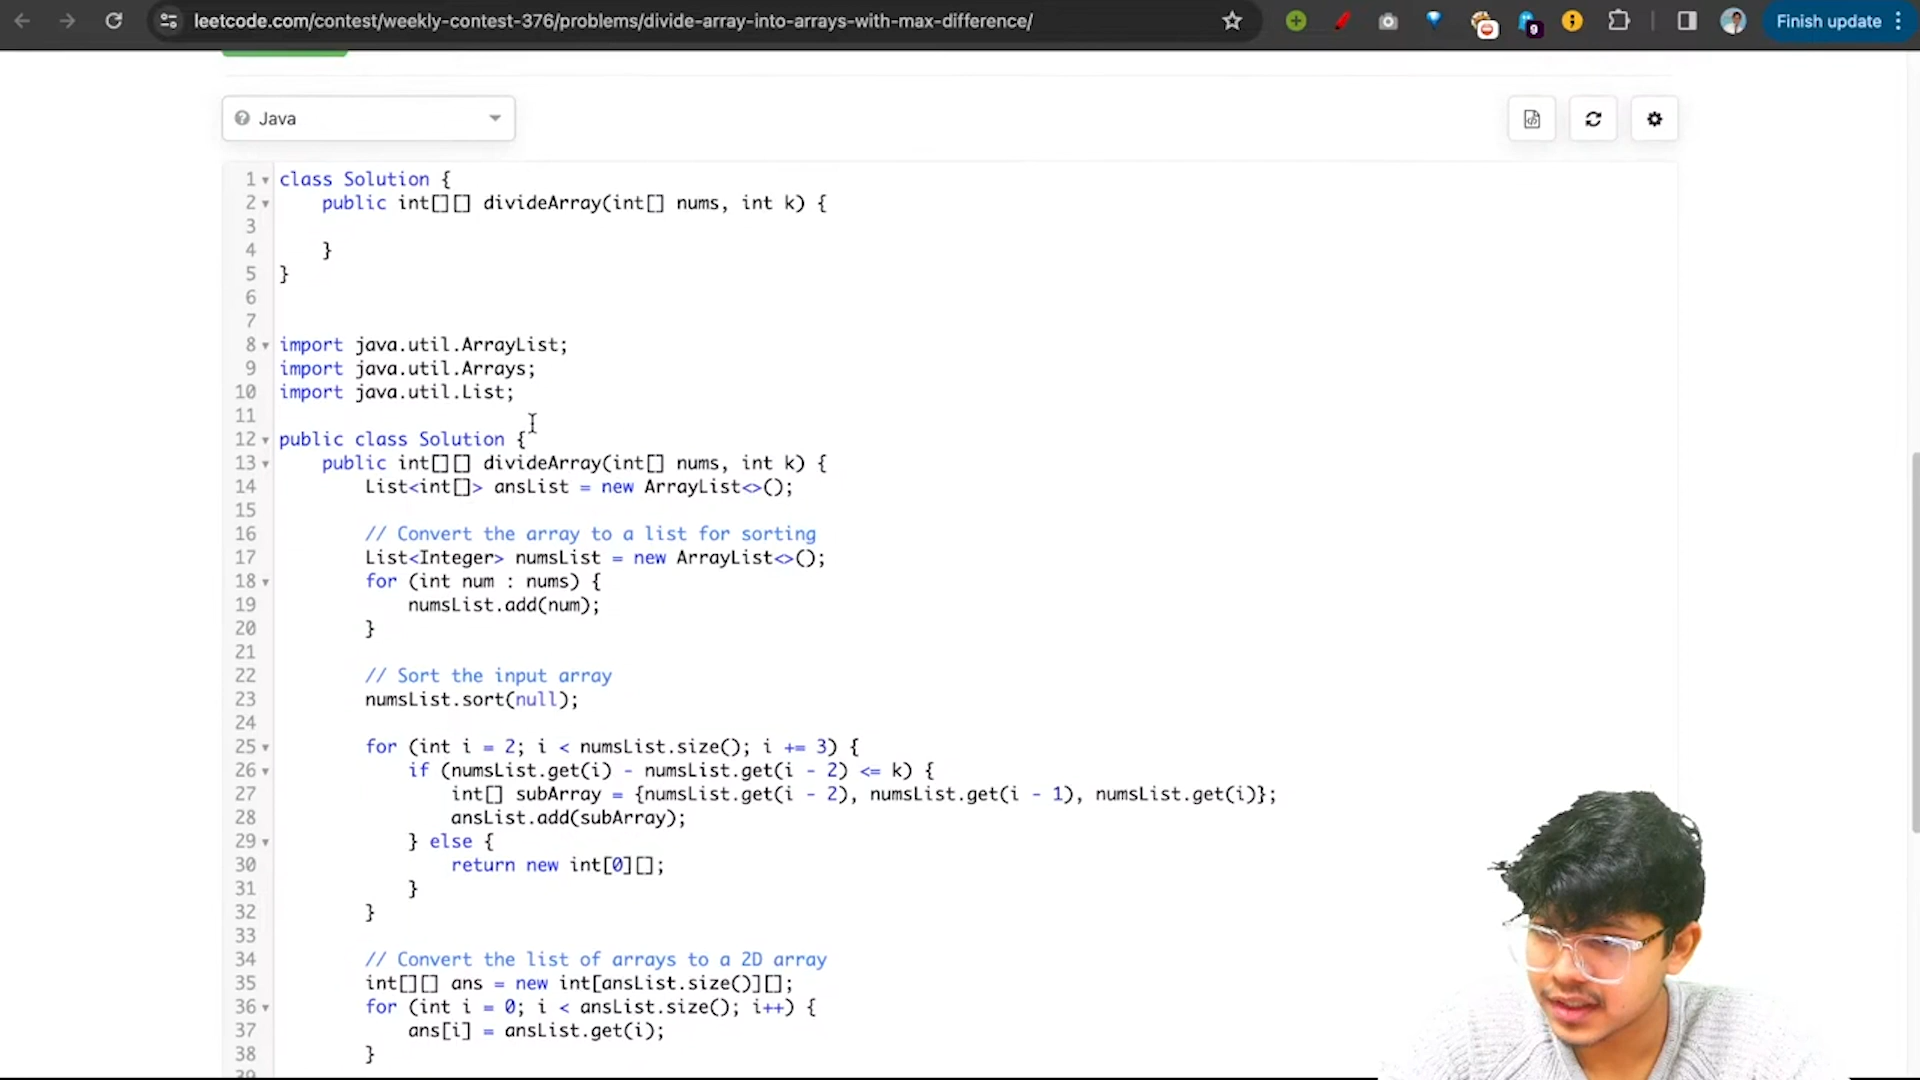 leetcode.com/contest/weekly-contest-376/problems/divide-array-into-arrays-with-max-difference/
9
Finish update
Java
1 class Solution {
2 public int[][] divideArray(int[] nums, int k) {
3
4 }
5 }
6
7
8 import java.util.ArrayList;
9 import java.util.Arrays;
10 import java.util.List;
11
12 public class Solution {
13 public int[][] divideArray(int[] nums, int k) {
14 List<int[]> ansList = new ArrayList<>();
15
16 // Convert the array to a list for sorting
17 List<Integer> numsList = new ArrayList<>();
18 for (int num : nums) {
19 numsList.add(num);
20 }
21
22 // Sort the input array
23 numsList.sort(null);
24
25 for (int i = 2; i < numsList.size(); i += 3) {
26 if (numsList.get(i) - numsList.get(i - 2) <= k) {
27 int[] subArray = {numsList.get(i - 2), numsList.get(i - 1), numsList.get(i)};
28 ansList.add(subArray);
29 } else {
30 return new int[0][];
31 }
32 }
33
34 // Convert the list of arrays to a 2D array
35 int[][] ans = new int[ansList.size()][];
36 for (int i = 0; i < ansList.size(); i++) {
37 ans[i] = ansList.get(i);
38 }